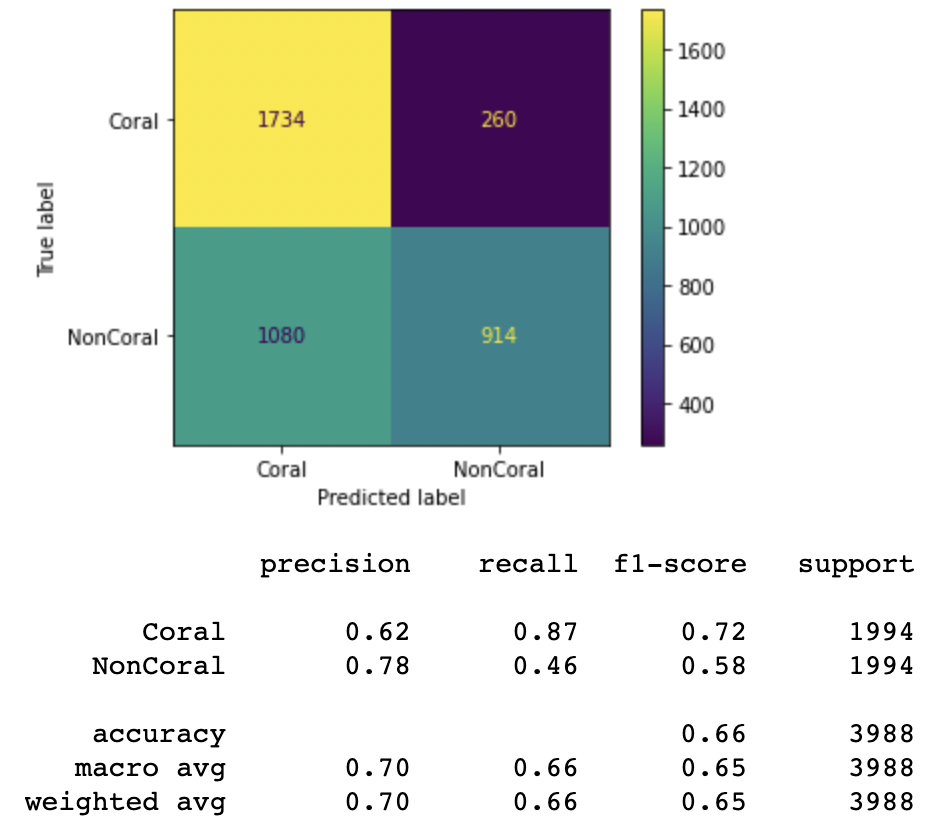 1600
Coral 1734 260
1400
1200
1000
800
NonCoral 1080 914
600
400
Coral NonCoral
Predicted label
True label
precision recall f1-score support
Coral 0.62 0.87 0.72 1994
NonCoral 0.78 0.46 0.58 1994
accuracy 0.66 3988
macro avg 0.70 0.66 0.65 3988
weighted avg 0.70 0.66 0.65 3988